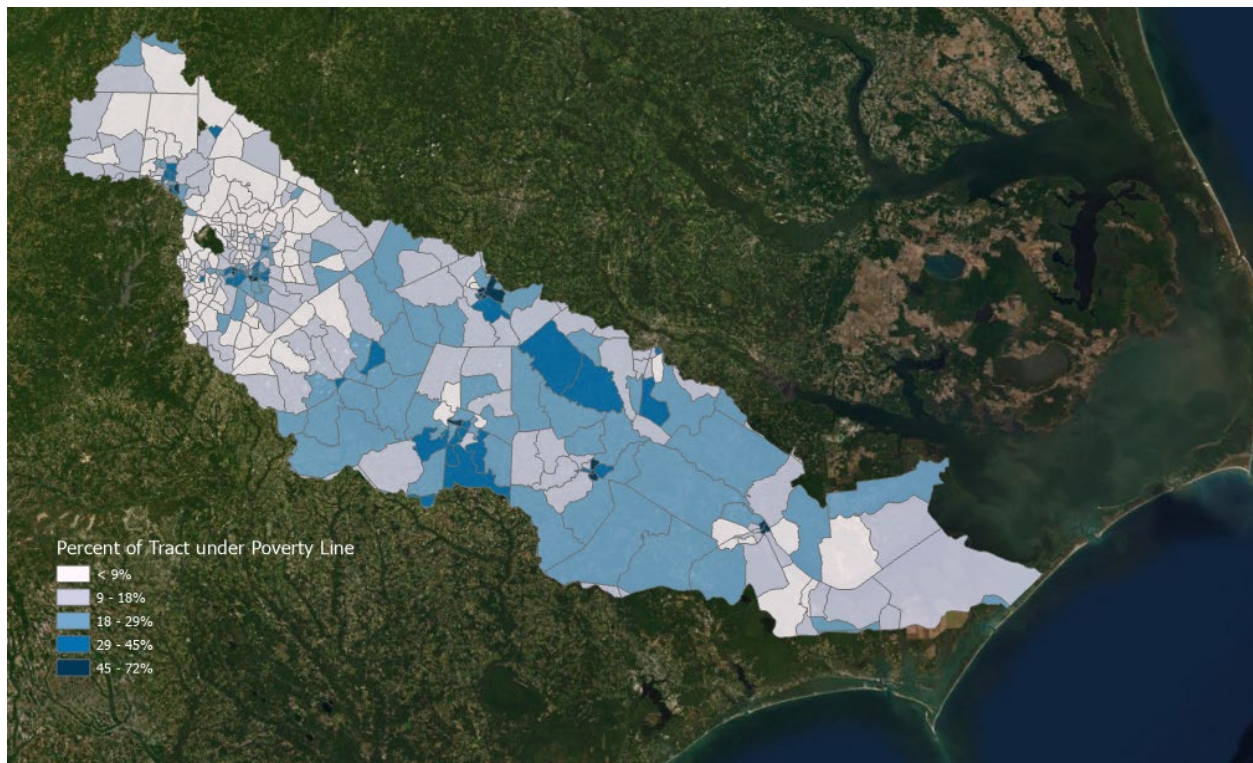 Percent of Tract under Poverty Line
< 9%
9 - 18%
18 - 29%
29 - 45%
45 - 72%